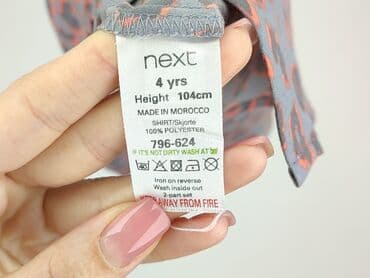 next
4 yrs
Height 104cm
MADE IN MOROCCO
SHIRT/Skjorte
100% POLYESTER
796-624
IF IT'S NOT DIRTY WASH AT 30
Iron on reverse
Wash inside out
2-part set
AWAY FROM FIRE